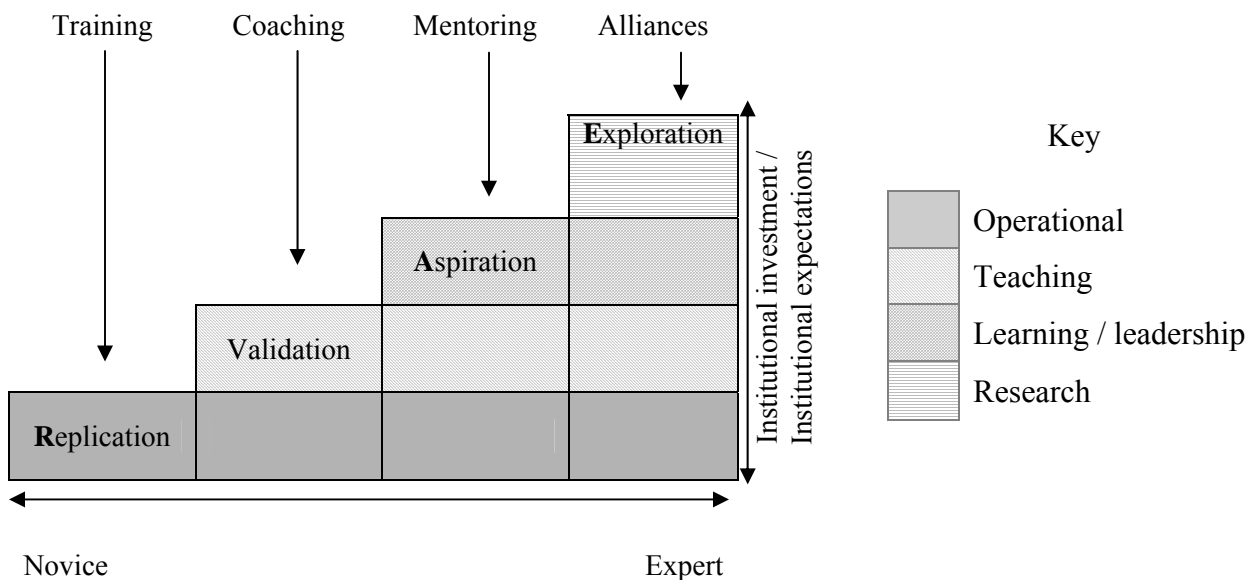 Training
Coaching
Mentoring
Alliances
Exploration
Aspiration
Validation
Replication
Institutional investment /
Institutional expectations
Novice
Expert
Key
Operational
Teaching
Learning / leadership
Research